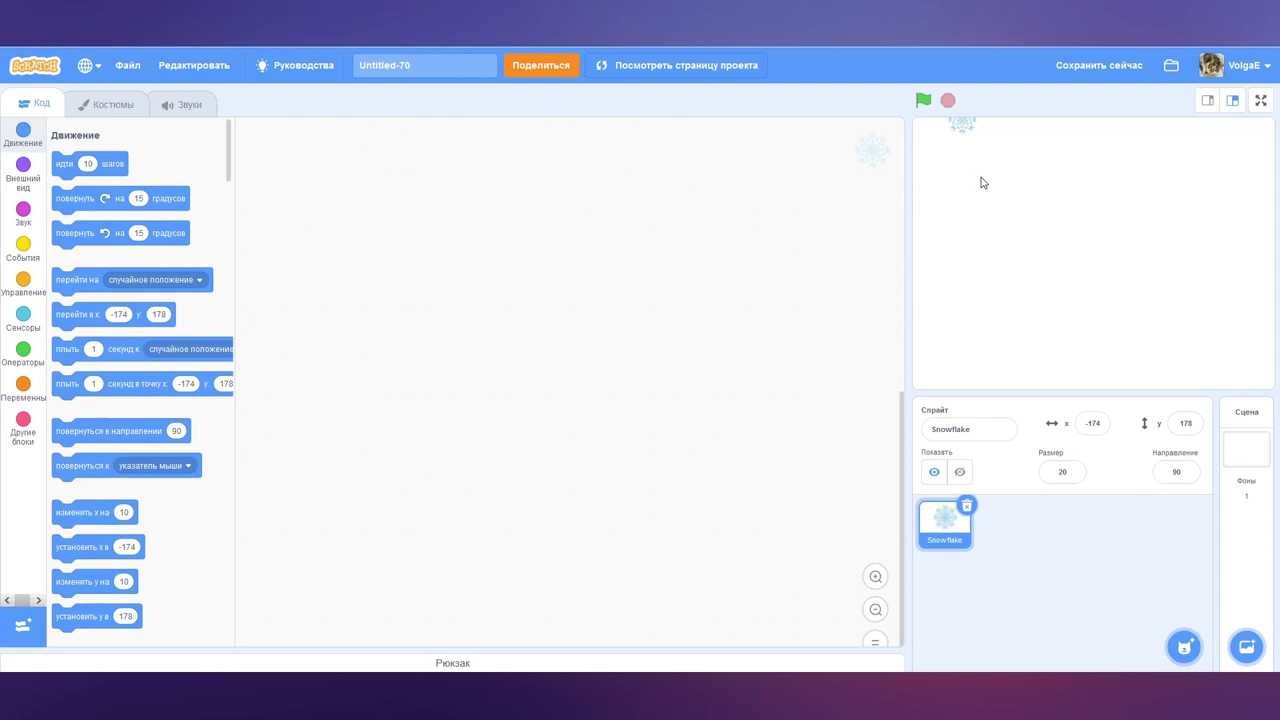 SCRATCH
Файл
Редактировать
Руководства
Untitled-70
Поделиться
Посмотреть страницу проекта
Сохранить сейчас
VolgaE
Код
Костюмы
Звуки
Движение
Внешний
вид
Звук
События
Управление
Сенсоры
Операторы
Переменны
Другие
блоки
Движение
идти 10 шагов
повернуть на 15 градусов
повернуть на 15 градусов
перейти на случайное положение
перейти в x: -174 y: 178
плыть 1 секунд к случайное положение
плыть 1 секунд в точку x: -174 y: 178
повернуться в направлении 90
повернуться к указатель мыши
изменить x на 10
установить x в -174
изменить y на 10
установить y в 178
Рюкзак
Спрайт
Snowflake
x -174
y 178
Показать
Размер
20
Направление
90
Snowflake
Сцена
Фоны
1